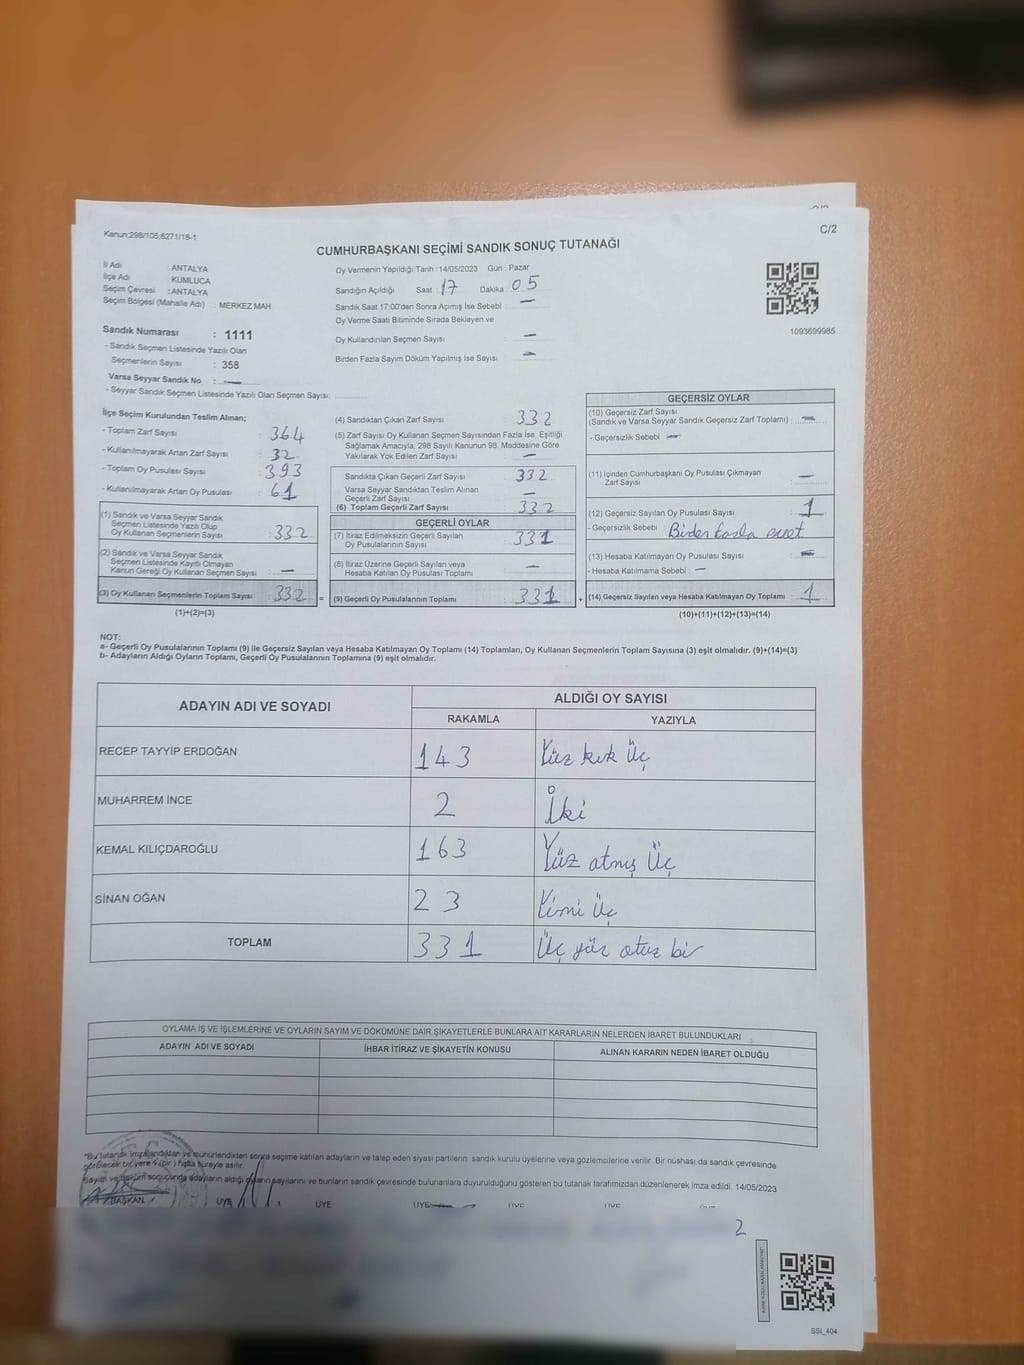 Kanun:298/105;6271/18-1
C/2
CUMHURBAŞKANI SEÇİMİ SANDIK SONUÇ TUTANAĞI
İl Adı : ANTALYA
İlçe Adı : KUMLUCA
Seçim Çevresi : ANTALYA
Seçim Bölgesi (Mahalle Adı) MERKEZ MAH.
Sandık Numarası : 1111
- Sandık Seçmen Listesinde Yazılı Olan
Seçmenlerin Sayısı : 358
Varsa Seyyar Sandık No : —
- Seyyar Sandık Seçmen Listesinde Yazılı Olan Seçmen Sayısı:
Oy Vermenin Yapıldığı Tarih :14/05/2023 Gün : Pazar
Sandığın Açıldığı Saat : 17 Dakika 05
Sandık Saat 17:00'den Sonra Açımış İse Sebebi : —
Oy Verme Saati Bitiminde Sırada Bekleyen ve
Oy Kullandırılan Seçmen Sayısı : —
Birden Fazla Sayım Döküm Yapılmış İse Sayısı : —
1093699985
İlçe Seçim Kurulundan Teslim Alınan;
- Toplam Zarf Sayısı : 364
- Kullanılmayarak Artan Zarf Sayısı : 32
- Toplam Oy Pusulası Sayısı : 393
- Kullanılmayarak Artan Oy Pusulası : 61
(1) Sandık ve Varsa Seyyar Sandık
Seçmen Listesinde Yazılı Olup
Oy Kullanan Seçmenlerin Sayısı : 332
(2) Sandık ve Varsa Seyyar Sandık
Seçmen Listesinde Kayıtlı Olmayan
Kanun Gereği Oy Kullanan Seçmen Sayısı : —
(3) Oy Kullanan Seçmenlerin Toplam Sayısı : 332 =
(1)+(2)=(3)
(4) Sandıktan Çıkan Zarf Sayısı : 332
(5) Zarf Sayısı Oy Kullanan Seçmen Sayısından Fazla İse, Eşitliği
Sağlamak Amacıyla, 298 Sayılı Kanunun 98. Maddesine Göre
Yakılarak Yok Edilen Zarf Sayısı : —
Sandıkta Çıkan Geçerli Zarf Sayısı : 332
Varsa Seyyar Sandıktan Teslim Alınan
Geçerli Zarf Sayısı : —
(6) Toplam Geçerli Zarf Sayısı : 332
GEÇERLİ OYLAR
(7) İtiraz Edilmeksizin Geçerli Sayılan
Oy Pusulalarının Sayısı : 331
(8) İtiraz Üzerine Geçerli Sayılan veya
Hesaba Katılan Oy Pusulası Toplamı : —
(9) Geçerli Oy Pusulalarının Toplamı : 331 +
GEÇERSİZ OYLAR
(10) Geçersiz Zarf Sayısı
(Sandık ve Varsa Seyyar Sandık Geçersiz Zarf Toplamı) : —
- Geçersizlik Sebebi : —
(11) İçinden Cumhurbaşkanı Oy Pusulası Çıkmayan
Zarf Sayısı : —
(12) Geçersiz Sayılan Oy Pusulası Sayısı : 1
- Geçersizlik Sebebi : Birden fazla evet
(13) Hesaba Katılmayan Oy Pusulası Sayısı : —
- Hesaba Katılmama Sebebi : —
(14) Geçersiz Sayılan veya Hesaba Katılmayan Oy Toplamı : 1
(10)+(11)+(12)+(13)=(14)
NOT:
a- Geçerli Oy Pusulalarının Toplamı (9) ile Geçersiz Sayılan veya Hesaba Katılmayan Oy Toplamı (14) Toplamları, Oy Kullanan Seçmenlerin Toplam Sayısına (3) eşit olmalıdır. (9)+(14)=(3)
b- Adayların Aldığı Oyların Toplamı, Geçerli Oy Pusulalarının Toplamına (9) eşit olmalıdır.
ADAYIN ADI VE SOYADI
ALDIĞI OY SAYISI
RAKAMLA YAZIYLA
RECEP TAYYİP ERDOĞAN 143 Yüz kırk Üç
MUHARREM İNCE 2 İki
KEMAL KILIÇDAROĞLU 163 Yüz atmış Üç
SİNAN OĞAN 23 Yirmi Üç
TOPLAM 331 Üç yüz otuz bir
OYLAMA İŞ VE İŞLEMLERİNE VE OYLARIN SAYIM VE DÖKÜMÜNE DAİR ŞİKAYETLERLE BUNLARA AİT KARARLARIN NELERDEN İBARET BULUNDUKLARI
ADAYIN ADI VE SOYADI İHBAR İTİRAZ VE ŞİKAYETİN KONUSU ALINAN KARARIN NEDEN İBARET OLDUĞU
"Bu tutanak imzalandıktan ve mühürlendikten sonra seçime katılan adayların ve talep eden siyasi partilerin sandık kurulu üyelerine veya gözlemcilerine verilir. Bir nüshası da sandık çevresinde
görülecek bir yere 1 (bir) hafta süreyle asılır.
Sayım ve döküm sonucunda adayların aldığı oyların sayılarını ve bunların sandık çevresinde bulunanlara duyurulduğunu gösteren bu tutanak tarafımızdan düzenlenerek imza edildi. 14/05/2023
BAŞKAN ÜYE ÜYE ÜYE ÜYE ÜYE ÜYE
SSİ_404